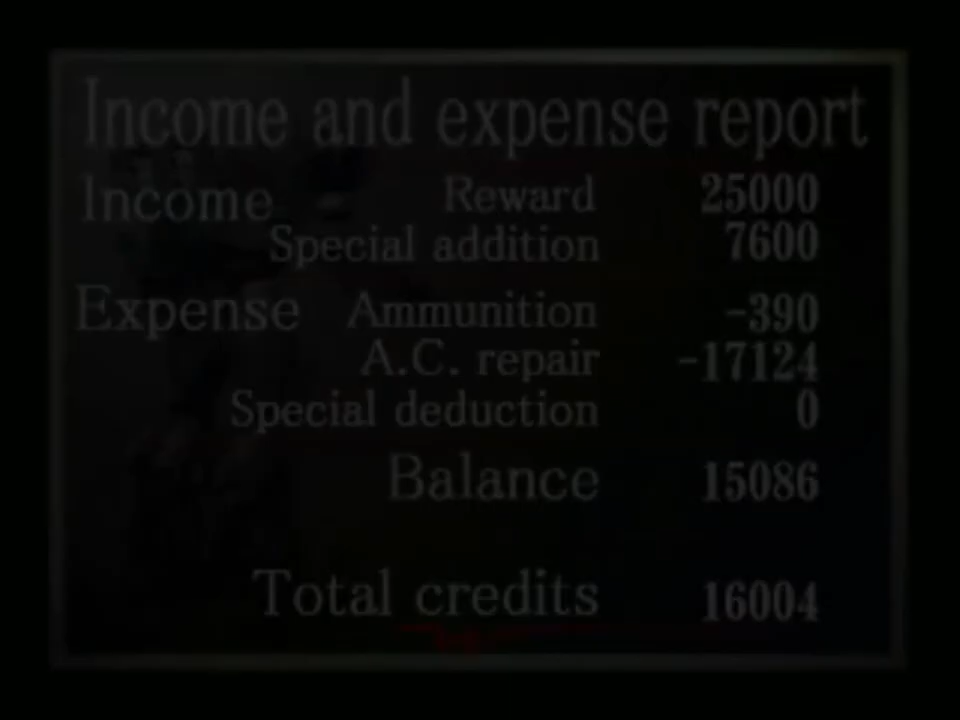 Income and expense report
Income Reward 25000
Special addition 7600
Expense Ammunition -390
A.C. repair -17124
Special deduction 0
Balance 15086
Total credits 16004